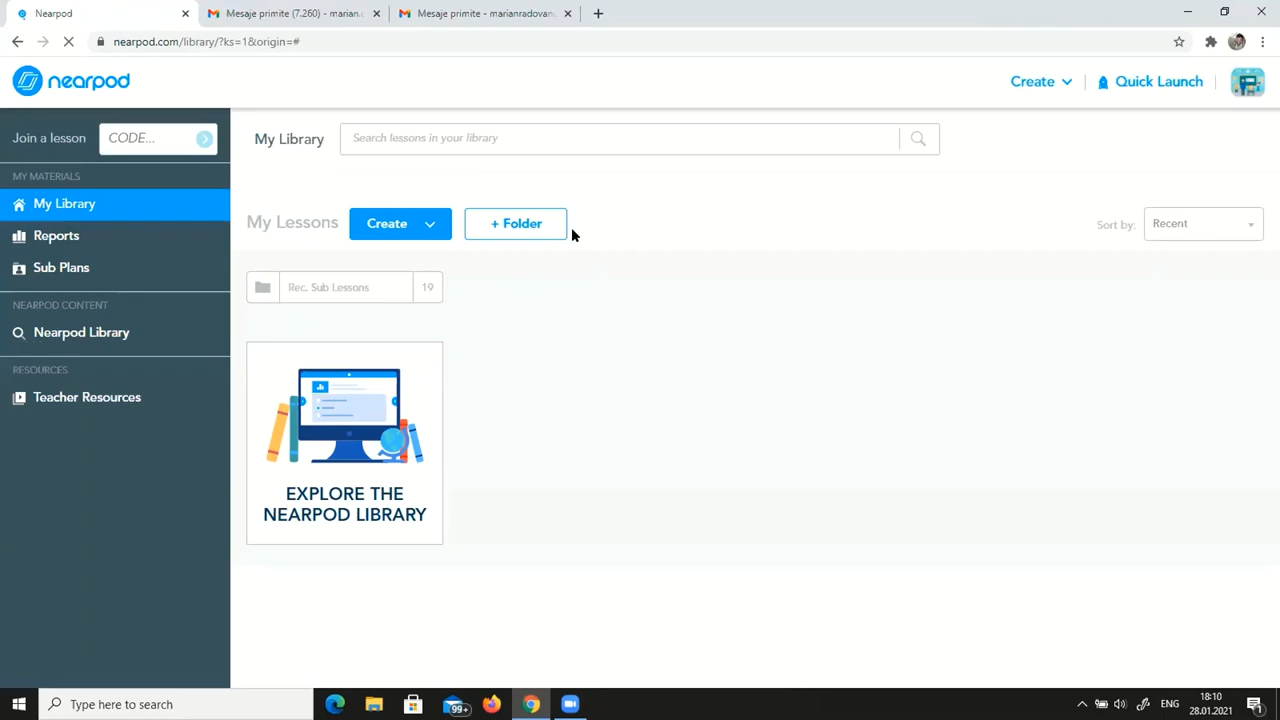 Nearpod
Mesaje primite (7.260) - marian.c
Mesaje primite - marianradovan
nearpod.com/library/?ks=1&origin=#
nearpod
Create
Quick Launch
Join a lesson
CODE...
My Library
Search lessons in your library
MY MATERIALS
My Library
Reports
Sub Plans
NEARPOD CONTENT
Nearpod Library
RESOURCES
Teacher Resources
My Lessons
Create
+ Folder
Sort by:
Recent
Rec. Sub Lessons
19
EXPLORE THE
NEARPOD LIBRARY
Type here to search
99+
ENG
18:10
28.01.2021
1